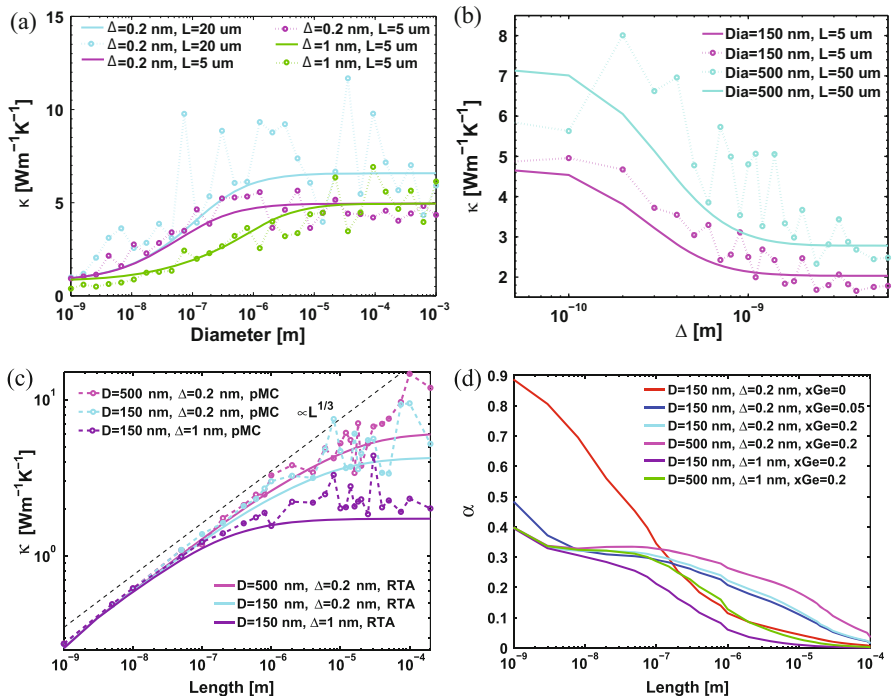 (a)
Δ=0.2 nm, L=20 um
Δ=0.2 nm, L=20 um
Δ=0.2 nm, L=5 um
Δ=0.2 nm, L=5 um
Δ=1 nm, L=5 um
Δ=1 nm, L=5 um
15
10
5
0
κ [Wm⁻¹K⁻¹]
10⁻⁹ 10⁻⁸ 10⁻⁷ 10⁻⁶ 10⁻⁵ 10⁻⁴ 10⁻³
Diameter [m]
(b)
Dia=150 nm, L=5 um
Dia=150 nm, L=5 um
Dia=500 nm, L=50 um
Dia=500 nm, L=50 um
8
7
6
5
4
3
2
κ [Wm⁻¹K⁻¹]
10⁻¹⁰ 10⁻⁹
Δ [m]
(c)
D=500 nm, Δ=0.2 nm, pMC
D=150 nm, Δ=0.2 nm, pMC
D=150 nm, Δ=1 nm, pMC
∝L^1/3
10¹
10⁰
κ [Wm⁻¹K⁻¹]
D=500 nm, Δ=0.2 nm, RTA
D=150 nm, Δ=0.2 nm, RTA
D=150 nm, Δ=1 nm, RTA
10⁻⁹ 10⁻⁸ 10⁻⁷ 10⁻⁶ 10⁻⁵ 10⁻⁴
Length [m]
(d)
D=150 nm, Δ=0.2 nm, xGe=0
D=150 nm, Δ=0.2 nm, xGe=0.05
D=150 nm, Δ=0.2 nm, xGe=0.2
D=500 nm, Δ=0.2 nm, xGe=0.2
D=150 nm, Δ=1 nm, xGe=0.2
D=500 nm, Δ=1 nm, xGe=0.2
0.9
0.8
0.7
0.6
0.5
0.4
0.3
0.2
0.1
0
α
10⁻⁹ 10⁻⁸ 10⁻⁷ 10⁻⁶ 10⁻⁵ 10⁻⁴
Length [m]